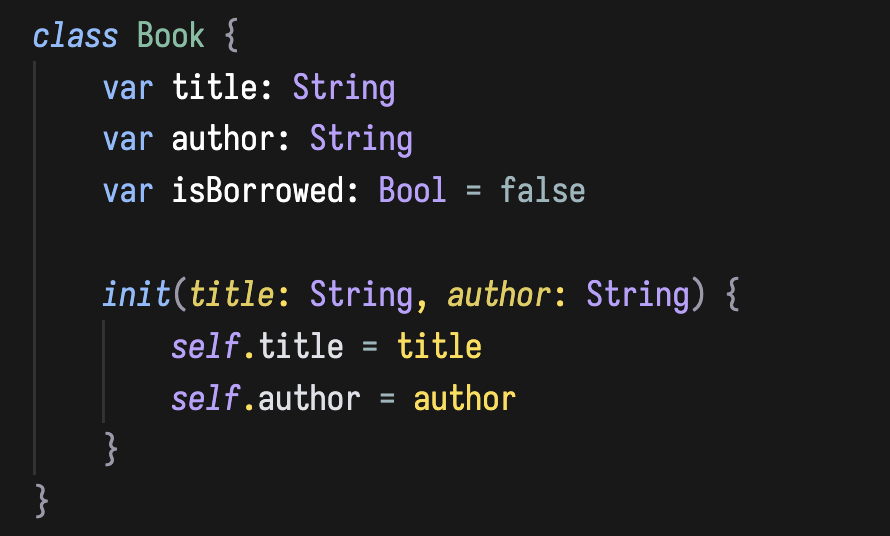 class Book {
    var title: String
    var author: String
    var isBorrowed: Bool = false

    init(title: String, author: String) {
        self.title = title
        self.author = author
    }
}